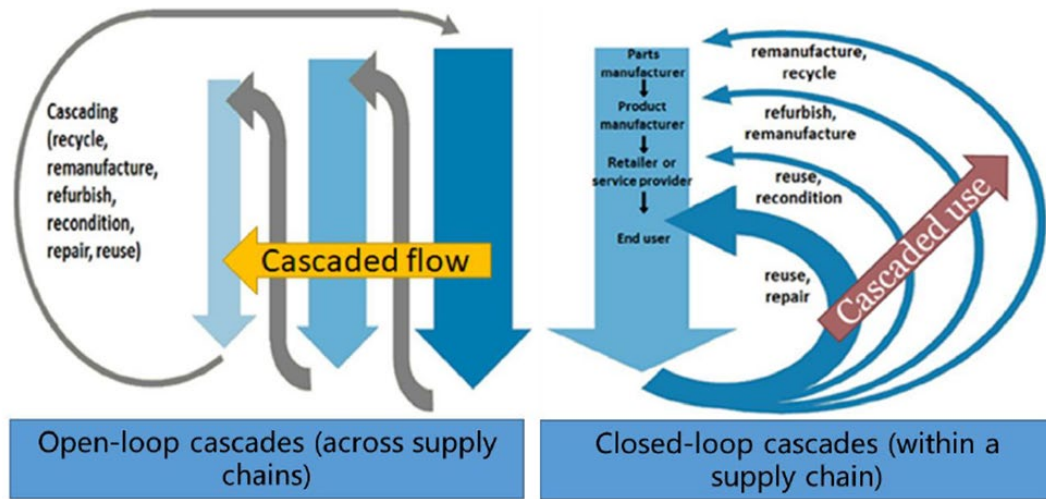 Cascading
(recycle,
remanufacture,
refurbish,
recondition,
repair, reuse)
Cascaded flow
Open-loop cascades (across supply
chains)
Parts
manufacturer
Product
manufacturer
Retailer or
service provider
End user
remanufacture,
recycle
refurbish,
remanufacture
reuse,
recondition
reuse,
repair
Cascaded use
Closed-loop cascades (within a
supply chain)